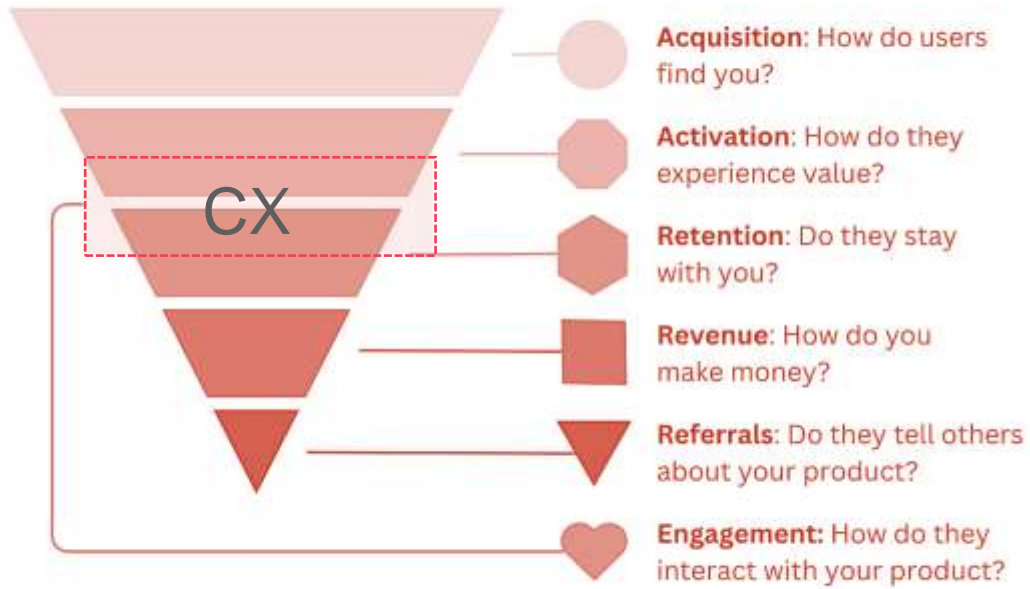 Acquisition: How do users
find you?
Activation: How do they
experience value?
CX
Retention: Do they stay
with you?
Revenue: How do you
make money?
Referrals: Do they tell others
about your product?
Engagement: How do they
interact with your product?